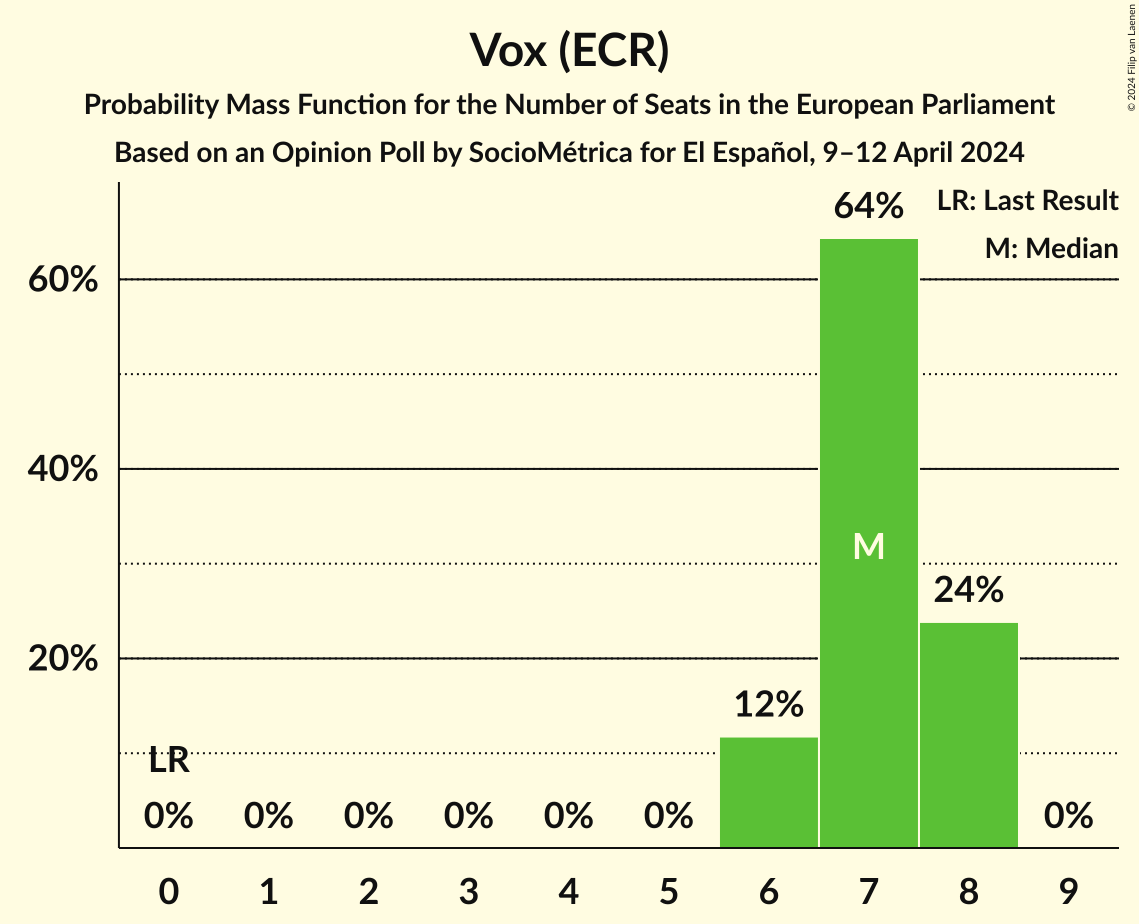 Vox (ECR)
Probability Mass Function for the Number of Seats in the European Parliament
Based on an Opinion Poll by SocioMétrica for El Español, 9–12 April 2024
© 2024 Filip van Laenen
LR: Last Result
M: Median
64%
60%
40%
M
24%
20%
12%
LR
0% 0% 0% 0% 0% 0% 0%
0 1 2 3 4 5 6 7 8 9